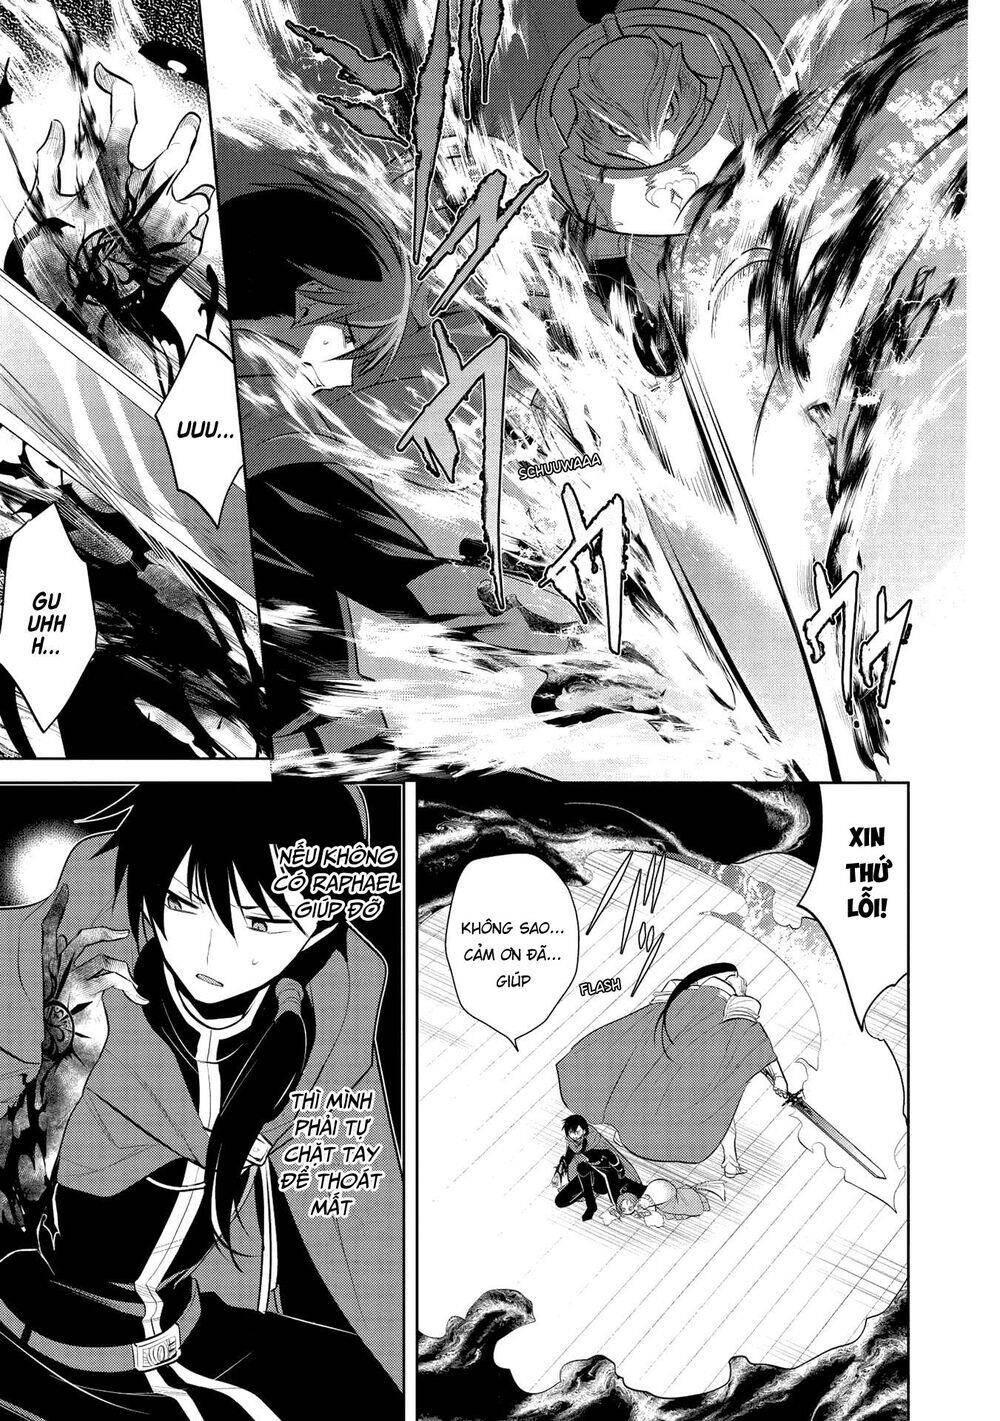 SCHUUWAAA
UUU...
GU
UHH
H...
XIN
THỨ
LỖI!
KHÔNG SAO...
CẢM ƠN ĐÃ...
GIÚP
FLASH
NẾU KHÔNG
CÓ RAPHAEL
GIÚP ĐỠ
THÌ MÌNH
PHẢI TỰ
CHẶT TAY
ĐỂ THOÁT
MẤT